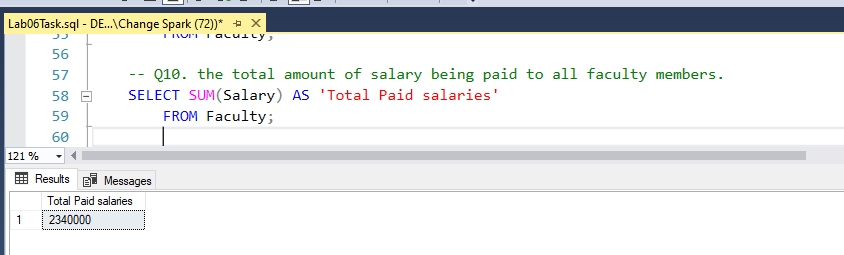 Lab06Task.sql - DE...\Change Spark (72))*
55 FROM Faculty;
56
57 -- Q10. the total amount of salary being paid to all faculty members.
58 SELECT SUM(Salary) AS 'Total Paid salaries'
59 FROM Faculty;
60
121 %
Results Messages
Total Paid salaries
1 2340000